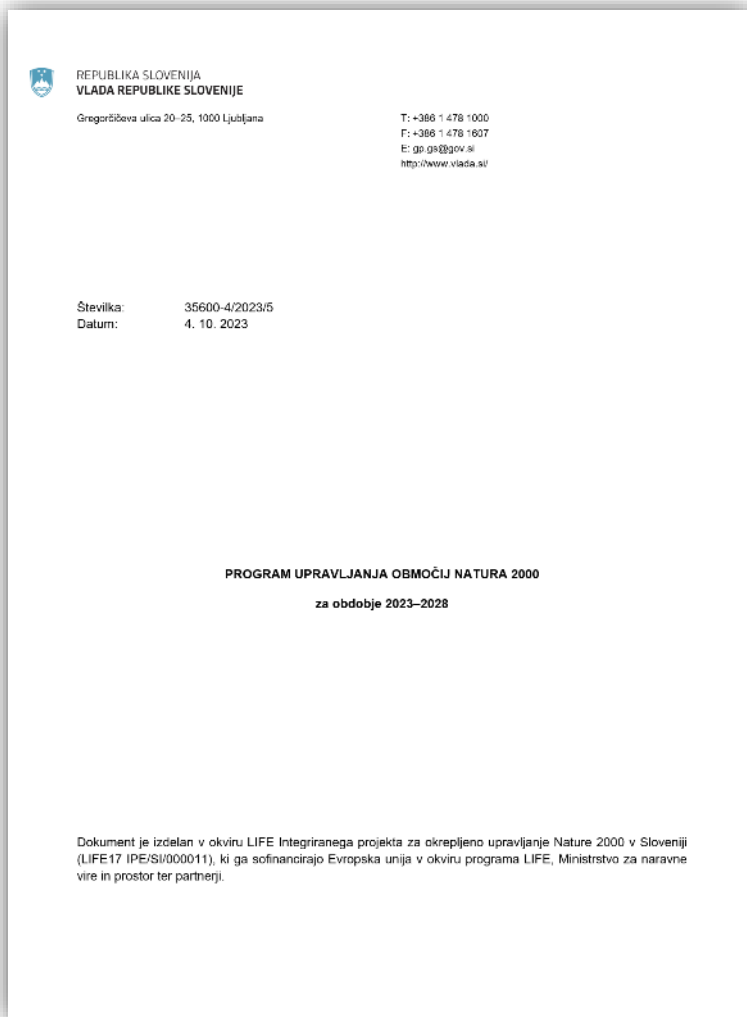 REPUBLIKA SLOVENIJA
VLADA REPUBLIKE SLOVENIJE
Gregorčičeva ulica 20–25, 1000 Ljubljana
T: +386 1 478 1000
F: +386 1 478 1607
E: gp.gs@gov.si
http://www.vlada.si/
Številka: 35600-4/2023/5
Datum: 4. 10. 2023
PROGRAM UPRAVLJANJA OBMOČIJ NATURA 2000
za obdobje 2023–2028
Dokument je izdelan v okviru LIFE Integriranega projekta za okrepljeno upravljanje Nature 2000 v Sloveniji
(LIFE17 IPE/SI/000011), ki ga sofinancirajo Evropska unija v okviru programa LIFE, Ministrstvo za naravne
vire in prostor ter partnerji.